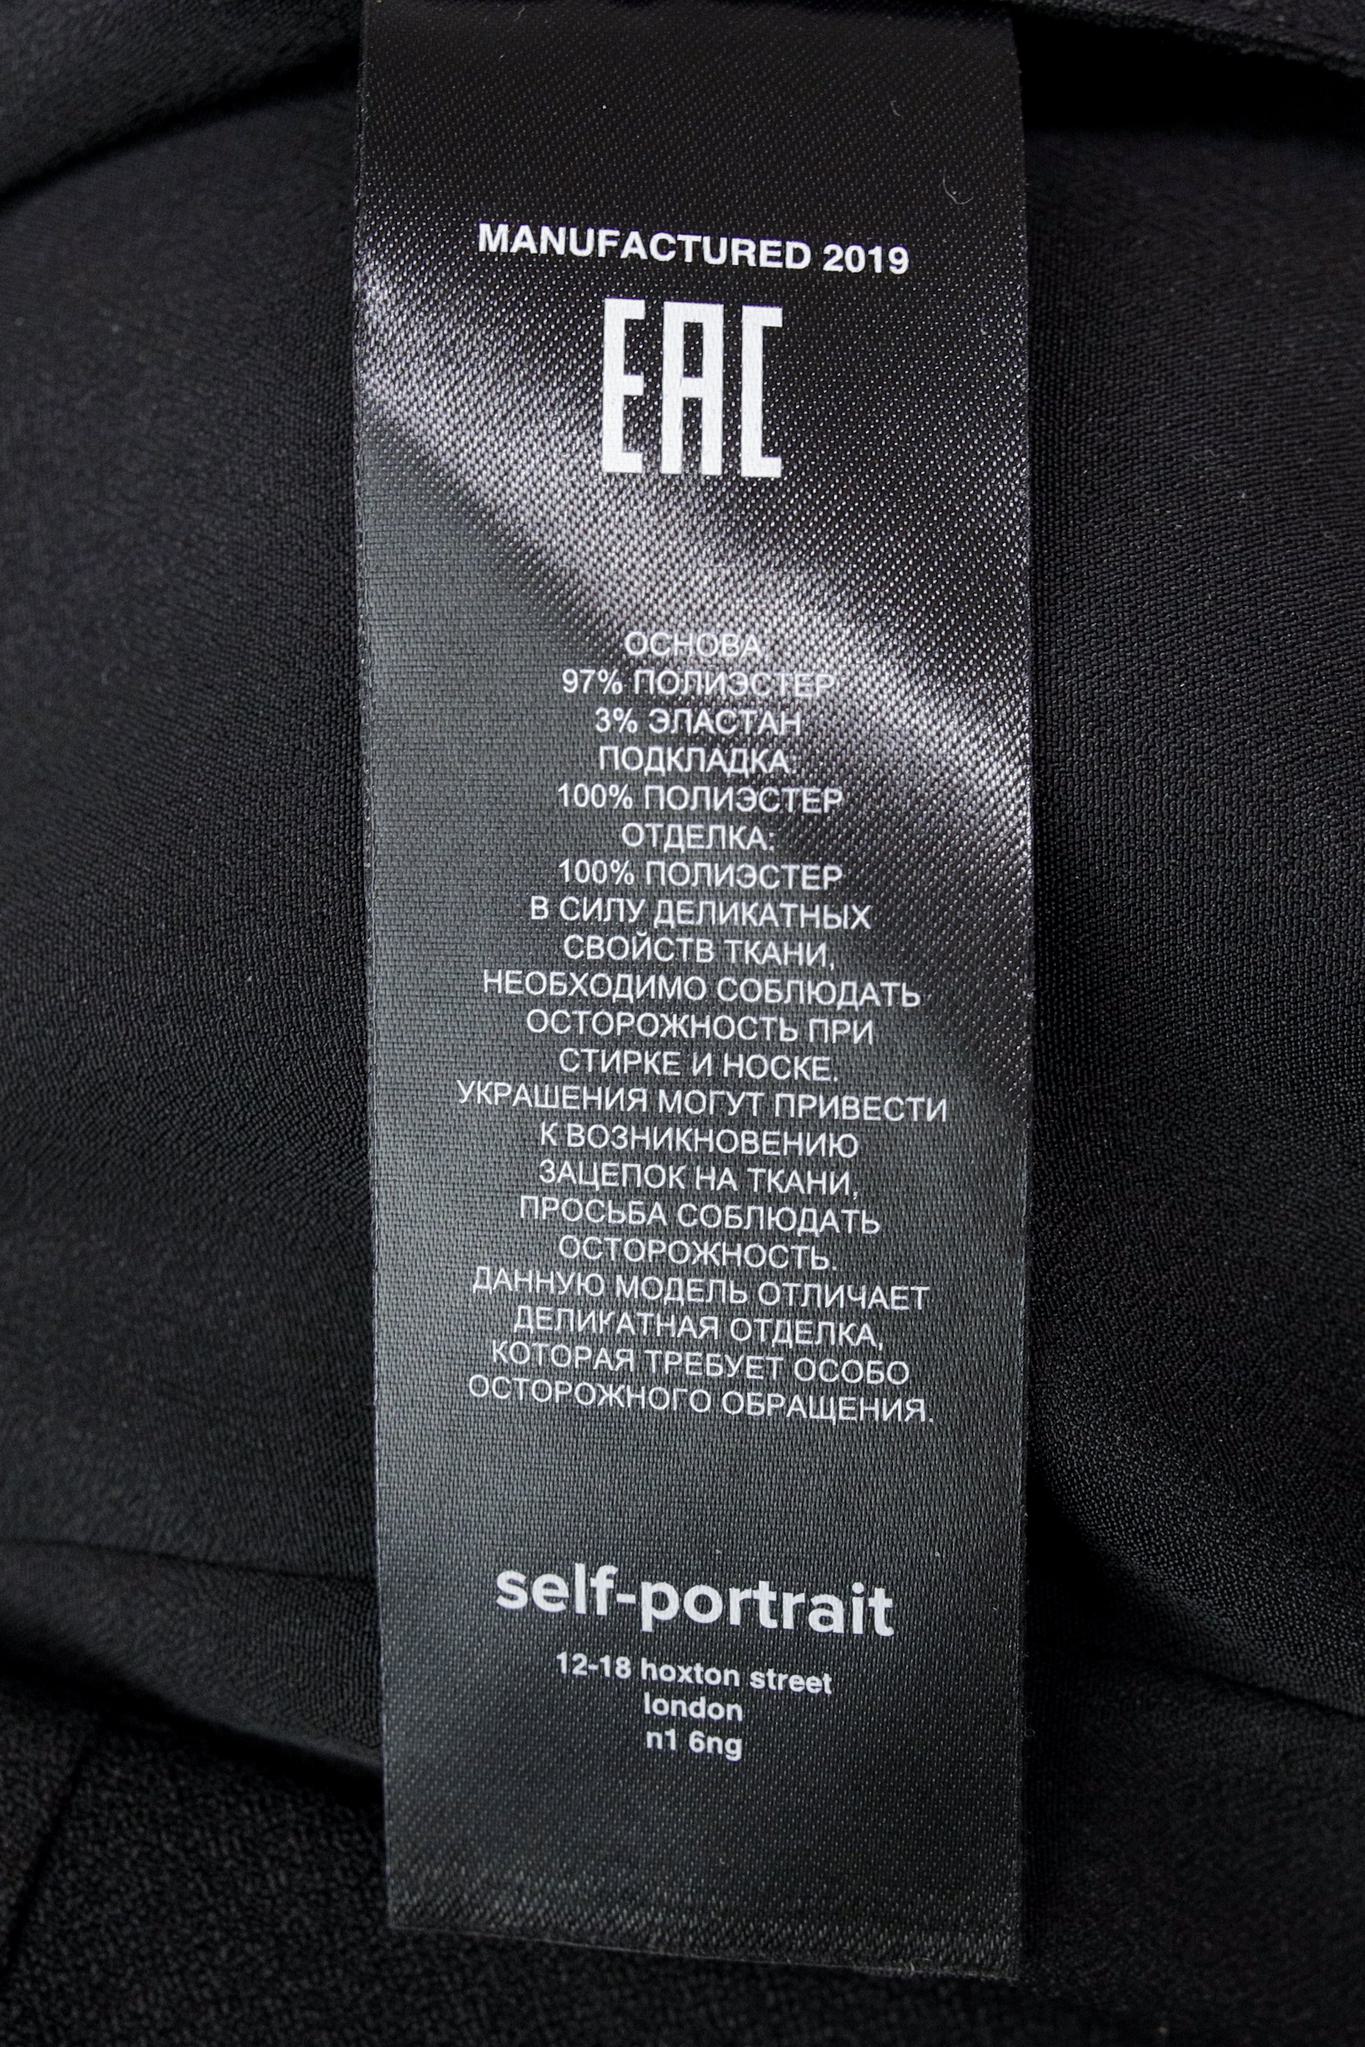 MANUFACTURED 2019
EAC
ОСНОВА
97% ПОЛИЭСТЕР
3% ЭЛАСТАН
ПОДКЛАДКА
100% ПОЛИЭСТЕР
ОТДЕЛКА:
100% ПОЛИЭСТЕР
В СИЛУ ДЕЛИКАТНЫХ
СВОЙСТВ ТКАНИ,
НЕОБХОДИМО СОБЛЮДАТЬ
ОСТОРОЖНОСТЬ ПРИ
СТИРКЕ И НОСКЕ.
УКРАШЕНИЯ МОГУТ ПРИВЕСТИ
К ВОЗНИКНОВЕНИЮ
ЗАЦЕПОК НА ТКАНИ,
ПРОСЬБА СОБЛЮДАТЬ
ОСТОРОЖНОСТЬ.
ДАННУЮ МОДЕЛЬ ОТЛИЧАЕТ
ДЕЛИКАТНАЯ ОТДЕЛКА,
КОТОРАЯ ТРЕБУЕТ ОСОБО
ОСТОРОЖНОГО ОБРАЩЕНИЯ.
self-portrait
12-18 hoxton street
london
n1 6ng